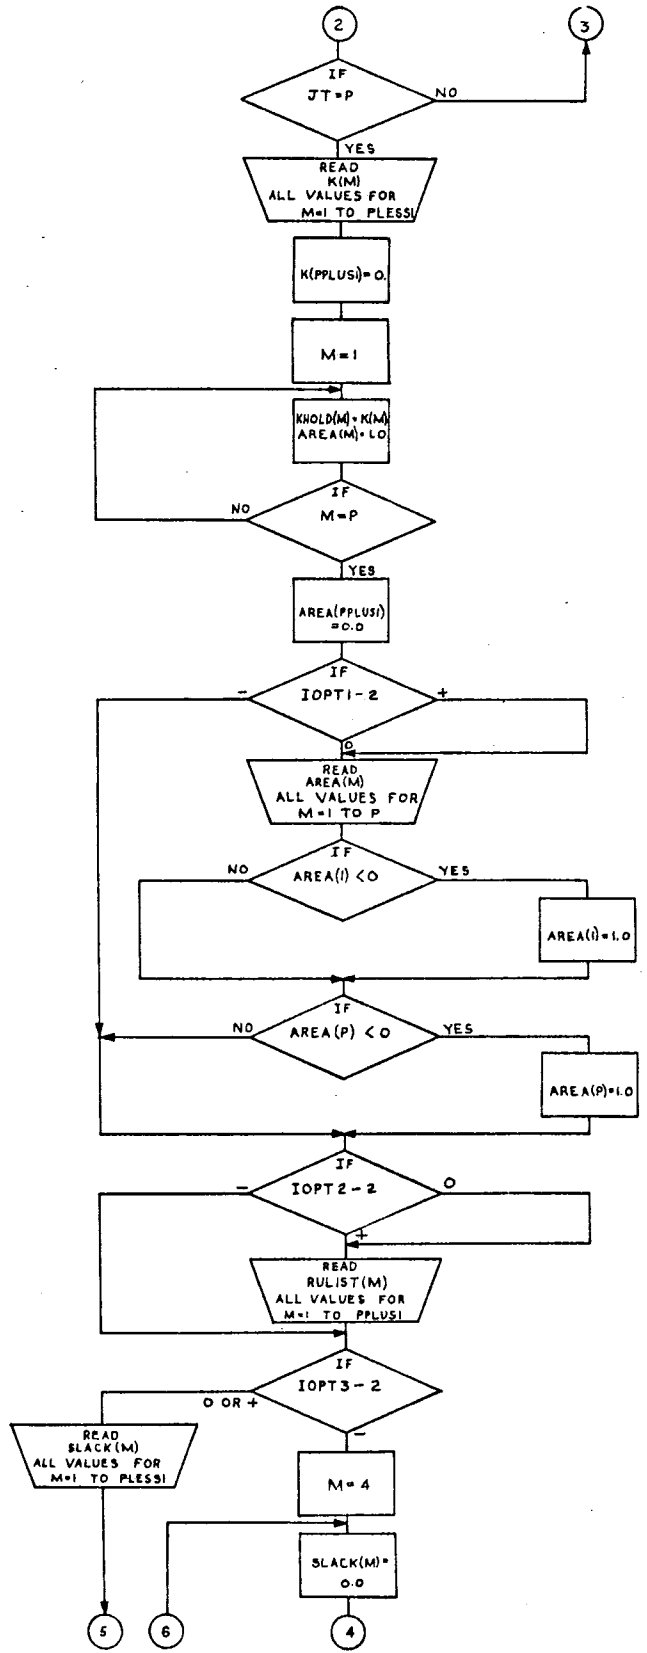 2
3
IF
JT=P
NO
YES
READ
K(M)
ALL VALUES FOR
M=1 TO PLESS1
K(PPLUS1)=0.
M=1
KHOLD(M)=K(M)
AREA(M)=1.0
IF
M=P
NO
YES
AREA(PPLUS1)
=0.0
IF
IOPT1-2
-
+
0
READ
AREA(M)
ALL VALUES FOR
M=1 TO P
IF
AREA(1)<0
NO
YES
AREA(1)=1.0
IF
AREA(P)<0
NO
YES
AREA(P)=1.0
IF
IOPT2-2
-
0
+
READ
RULIST(M)
ALL VALUES FOR
M=1 TO PPLUS1
IF
IOPT3-2
0 OR +
-
READ
SLACK(M)
ALL VALUES FOR
M=1 TO PLESS1
M=4
SLACK(M)=
0.0
5
6
4